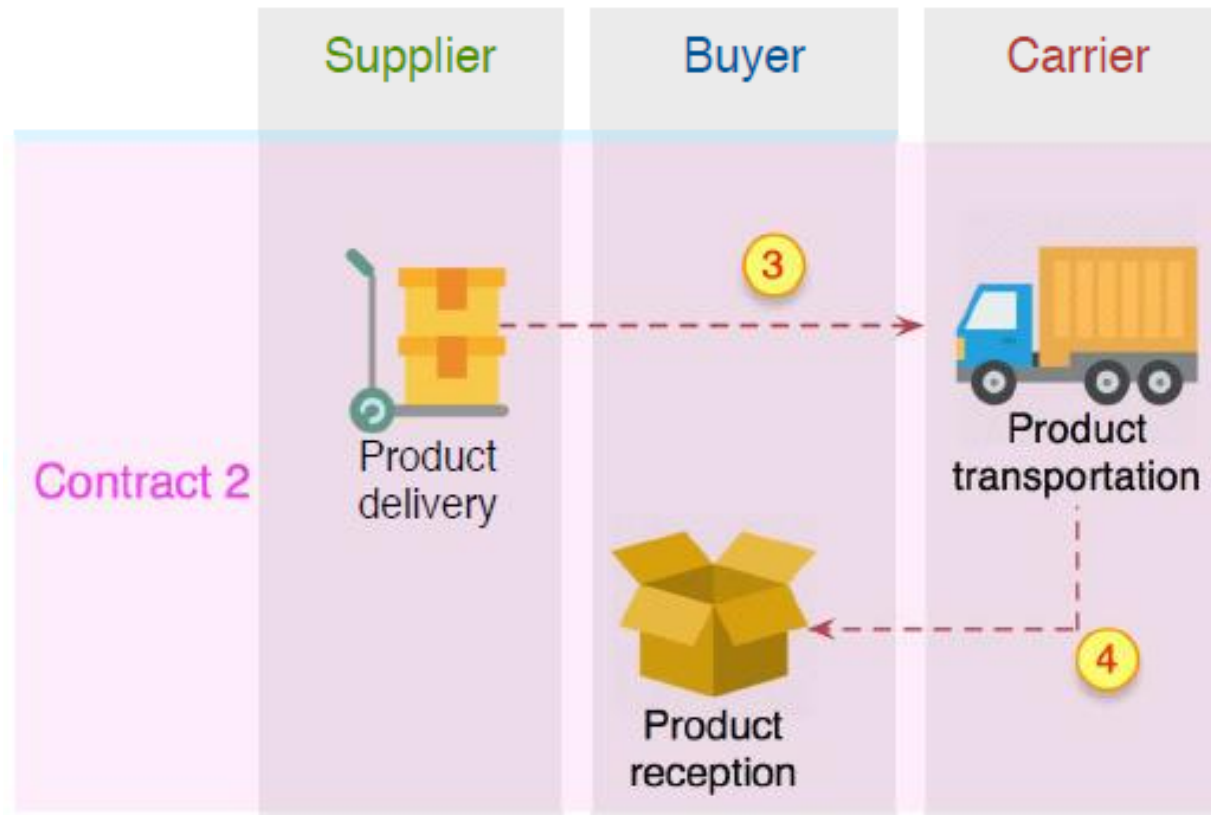 Supplier
Buyer
Carrier
3
Product
transportation
Product
delivery
Contract 2
4
Product
reception